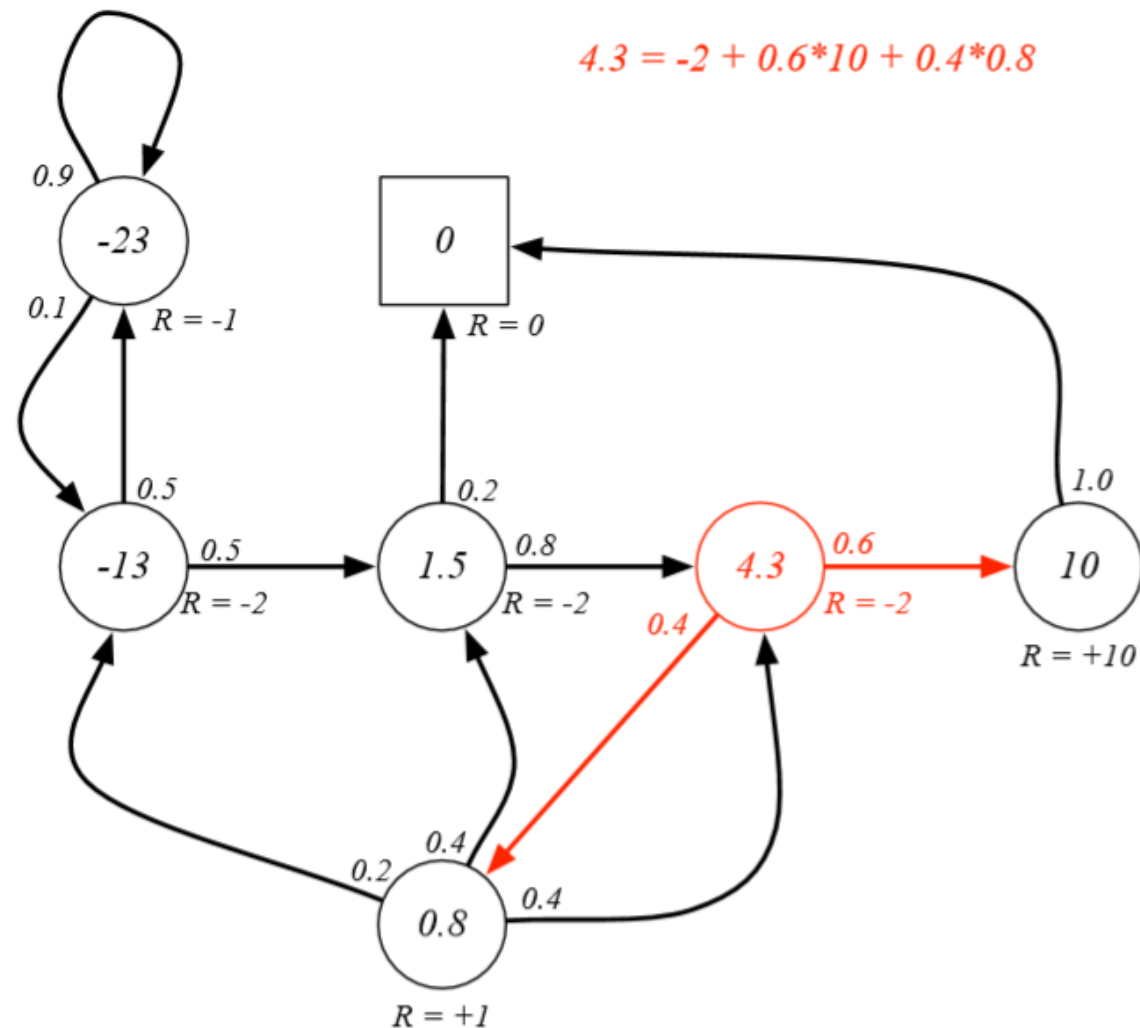 4.3 = -2 + 0.6*10 + 0.4*0.8
0.9
-23
0
0.1
R = -1
R = 0
0.5
0.2
1.0
-13
0.5
1.5
0.8
4.3
0.6
10
R = -2
R = -2
R = -2
0.4
R = +10
0.4
0.2
0.8
0.4
R = +1